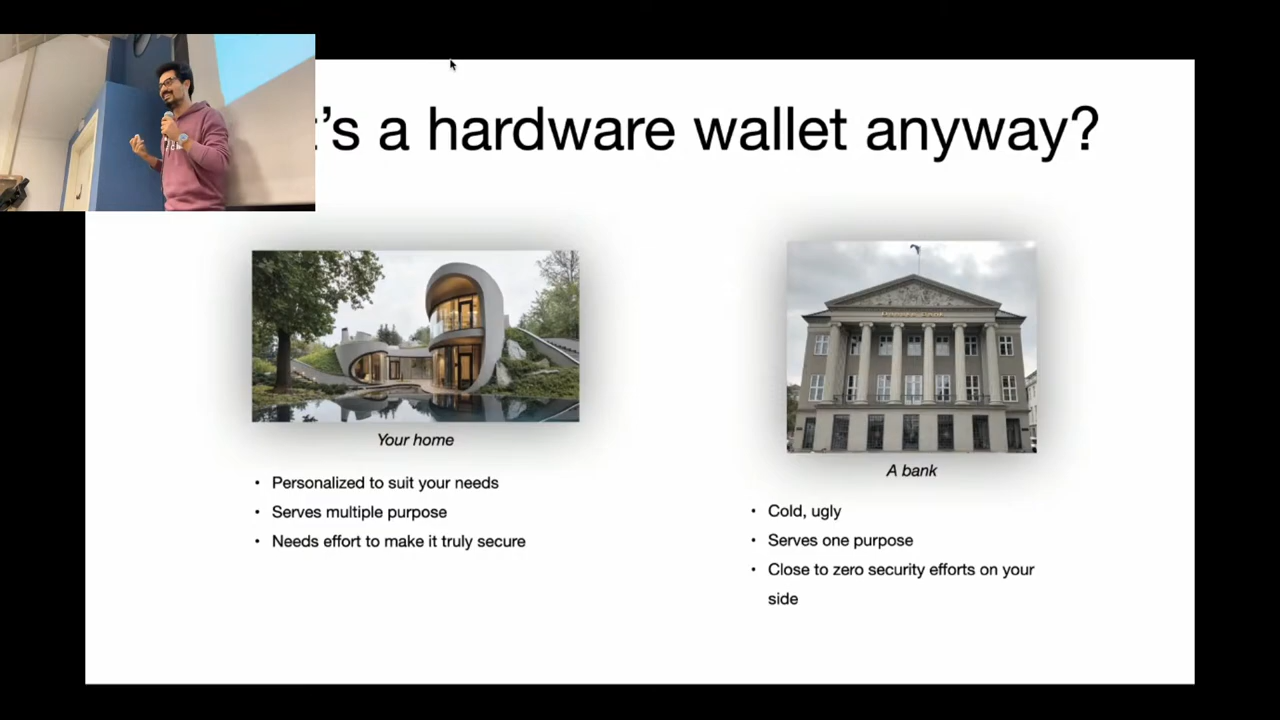 t's a hardware wallet anyway?
Your home
• Personalized to suit your needs
• Serves multiple purpose
• Needs effort to make it truly secure
A bank
• Cold, ugly
• Serves one purpose
• Close to zero security efforts on your
side